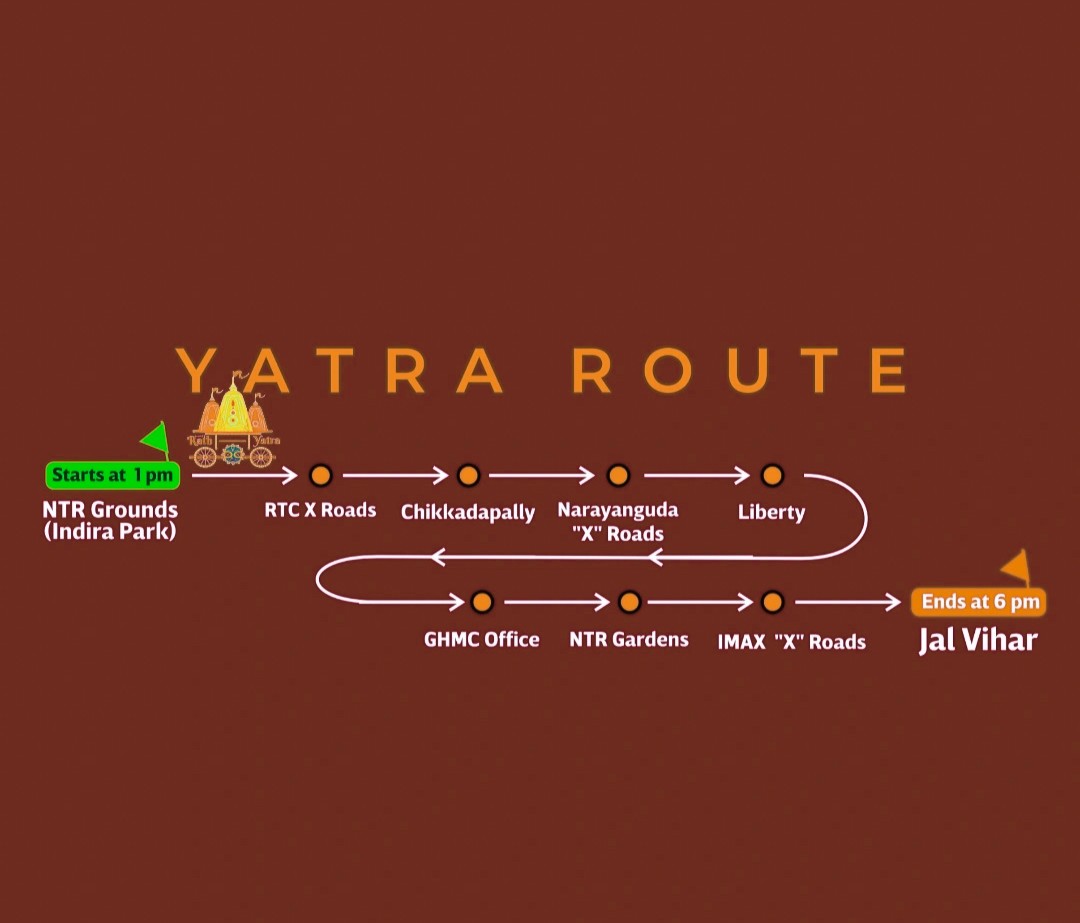 YATRA ROUTE
Rath Yatra
Starts at 1 pm
NTR Grounds
(Indira Park)
RTC X Roads
Chikkadapally
Narayanguda
"X" Roads
Liberty
GHMC Office
NTR Gardens
IMAX "X" Roads
Ends at 6 pm
Jal Vihar